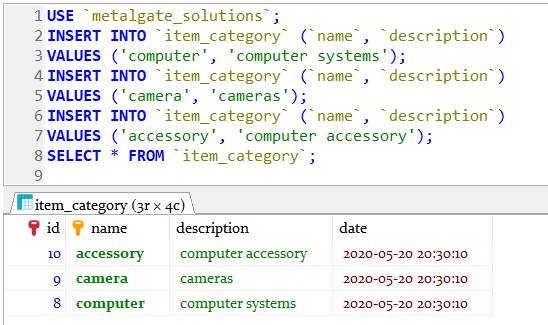 1 USE `metalgate_solutions`;
2 INSERT INTO `item_category` (`name`, `description`)
3 VALUES ('computer', 'computer systems');
4 INSERT INTO `item_category` (`name`, `description`)
5 VALUES ('camera', 'cameras');
6 INSERT INTO `item_category` (`name`, `description`)
7 VALUES ('accessory', 'computer accessory');
8 SELECT * FROM `item_category`;
9
item_category (3r × 4c)
id name description date
10 accessory computer accessory 2020-05-20 20:30:10
9 camera cameras 2020-05-20 20:30:10
8 computer computer systems 2020-05-20 20:30:10